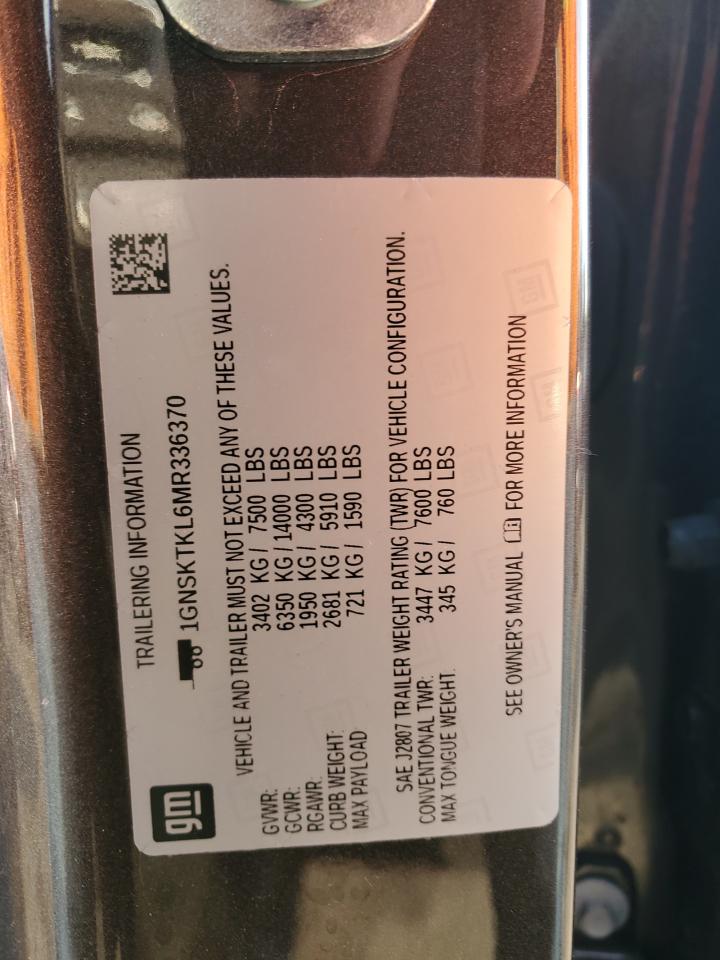 TRAILERING INFORMATION
1GNSKTKL6MR336370
VEHICLE AND TRAILER MUST NOT EXCEED ANY OF THESE VALUES.
GVWR: 3402 KG / 7500 LBS
GCWR: 6350 KG / 14000 LBS
RGAWR: 1950 KG / 4300 LBS
CURB WEIGHT: 2681 KG / 5910 LBS
MAX PAYLOAD 721 KG / 1590 LBS
SAE J2807 TRAILER WEIGHT RATING (TWR) FOR VEHICLE CONFIGURATION.
CONVENTIONAL TWR: 3447 KG / 7600 LBS
MAX TONGUE WEIGHT: 345 KG / 760 LBS
SEE OWNER'S MANUAL FOR MORE INFORMATION
gm